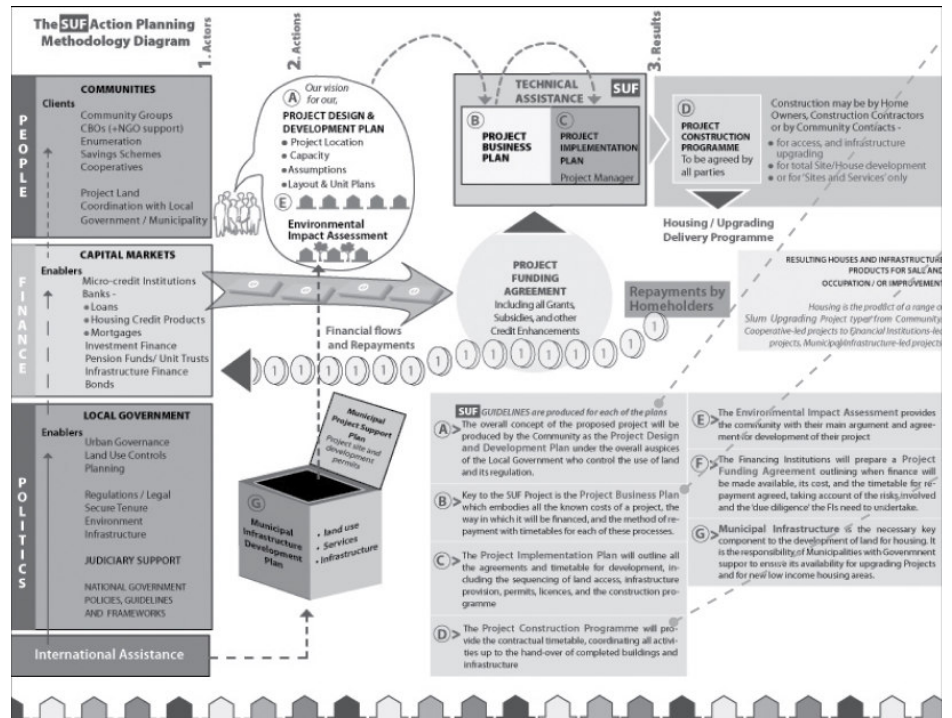 The SUF Action Planning
Methodology Diagram
1. Actors
2. Actions
3. Results
PEOPLE
COMMUNITIES
Clients
Community Groups
CBOs (+NGO support)
Enumeration
Savings Schemes
Cooperatives
Project Land
Coordination with Local
Government / Municipality
FINANCE
CAPITAL MARKETS
Enablers
Micro-credit Institutions
Banks -
● Loans
● Housing Credit Products
● Mortgages
Investment Finance
Pension Funds/ Unit Trusts
Infrastructure Finance
Bonds
POLITICS
LOCAL GOVERNMENT
Enablers
Urban Governance
Land Use Controls
Planning
Regulations / Legal
Secure Tenure
Environment
Infrastructure
JUDICIARY SUPPORT
NATIONAL GOVERNMENT
POLICIES, GUIDELINES
AND FRAMEWORKS
International Assistance
A
Our vision
for our,
PROJECT DESIGN &
DEVELOPMENT PLAN
● Project Location
● Capacity
● Assumptions
● Layout & Unit Plans
E
Environmental
Impact Assessment
Financial flows
and Repayments
Municipal
Project Support
Plan
Project site and
development
permits
G
Municipal
Infrastructure
Development
Plan
• land use
• Services
• Infrastructure
TECHNICAL
ASSISTANCE
SUF
B
PROJECT
BUSINESS
PLAN
C
PROJECT
IMPLEMENTATION
PLAN
Project Manager
PROJECT
FUNDING
AGREEMENT
Including all Grants,
Subsidies, and other
Credit Enhancements
Repayments by
Homeholders
1 1 1 1 1 1 1 1 1 1 1 1 1 1 1
D
PROJECT
CONSTRUCTION
PROGRAMME
To be agreed by
all parties
Construction may be by Home
Owners, Construction Contractors
or by Community Contacts -
● for access, and infrastructure
upgrading
● for total Site/House development
● or for 'Sites and Services' only
Housing / Upgrading
Delivery Programme
RESULTING HOUSES AND INFRASTRUCTURE
PRODUCTS FOR SALE AND
OCCUPATION / OR IMPROVEMENT
Housing is the product of a range o
Slum Upgrading Project types from Community
Cooperative-led projects to Financial Institutions-led
projects, Municipal/Infrastructure-led projects
SUF GUIDELINES are produced for each of the plans
A > The overall concept of the proposed project will be
produced by the Community as the Project Design
and Development Plan under the overall auspices
of the Local Government who control the use of land
and its regulation.
B > Key to the SUF Project is the Project Business Plan
which embodies all the known costs of a project, the
way in which it will be financed, and the method of re-
payment with timetables for each of these processes.
C > The Project Implementation Plan will outline all
the agreements and timetable for development, in-
cluding the sequencing of land access, infrastructure
provision, permits, licences, and the construction pro-
gramme
D > The Project Construction Programme will pro-
vide the contractual timetable, coordinating all activi-
ties up to the hand-over of completed buildings and
infrastructure
E > The Environmental Impact Assessment provides
the community with their main argument and agree-
ment for development of their project
F > The Financing Institutions will prepare a Project
Funding Agreement outlining when finance will
be made available, its cost, and the timetable for re-
payment agreed, taking account of the risks involved
and the 'due diligence' the FIs need to undertake.
G > Municipal Infrastructure is the necessary key
component to the development of land for housing. It
is the responsibility of Municipalities with Government
suppor to ensure its availability for upgrading Projects
and for new low income housing areas.